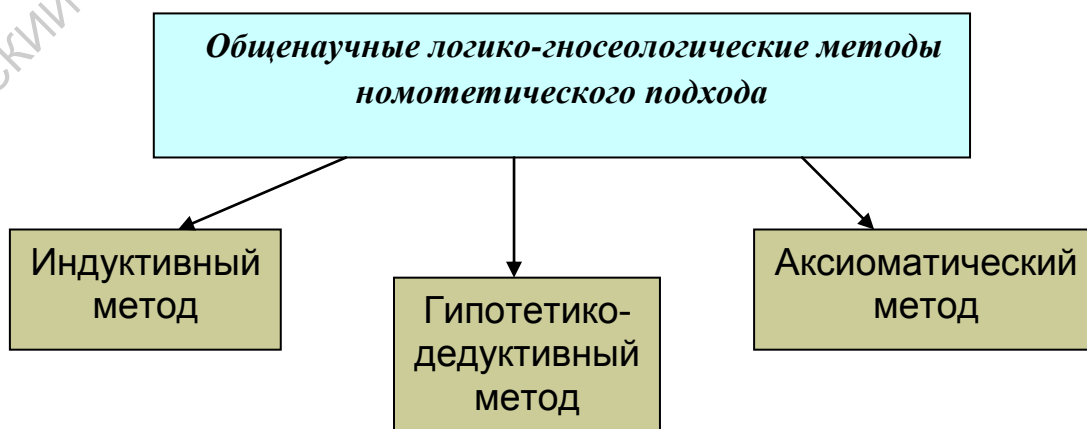 Общенаучные логико-гносеологические методы
номотетического подхода
Индуктивный
метод
Гипотетико-
дедуктивный
метод
Аксиоматический
метод